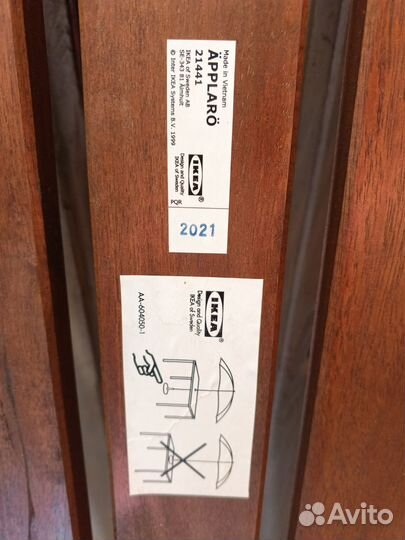 Made in Vietnam
ÄPPLARÖ
21441
IKEA of Sweden AB
SE-343 81 Älmhult
© Inter IKEA Systems B.V. 1999
IKEA®
Design and Quality
IKEA of Sweden
2021
IKEA®
Design and Quality
IKEA of Sweden
AA-604050-1
Avito